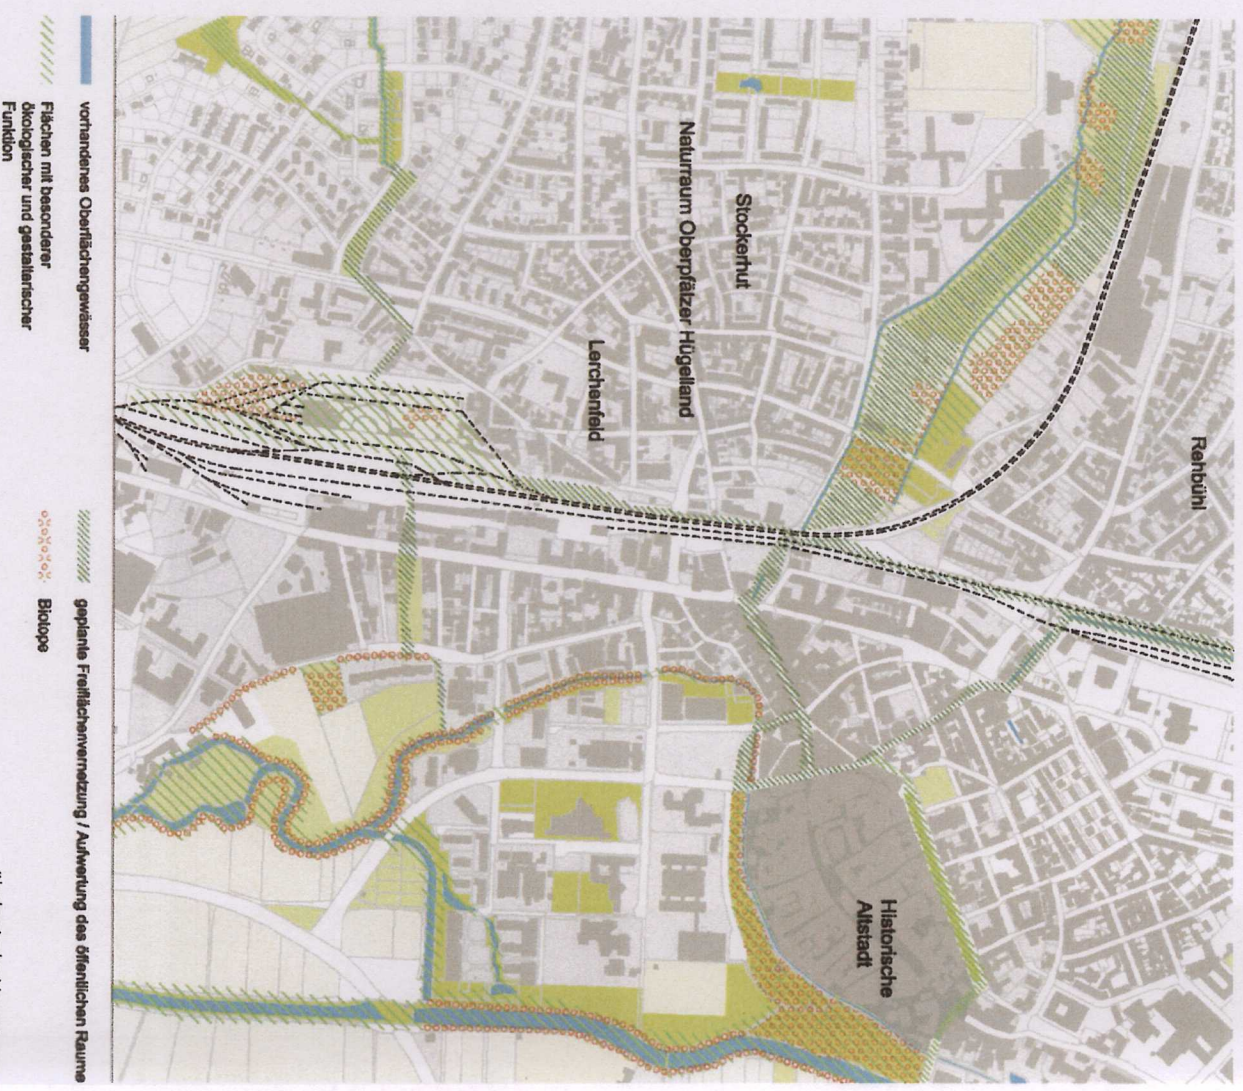 Rehbühl
Stockerhut
Naturraum Oberpfälzer Hügelland
Lerchenfeld
Historische
Altstadt
vorhandenes Oberflächengewässer
Flächen mit besonderer
ökologischer und gestalterischer
Funktion
geplante Freiflächenvernetzung / Aufwertung des öffentlichen Raums
Biotope